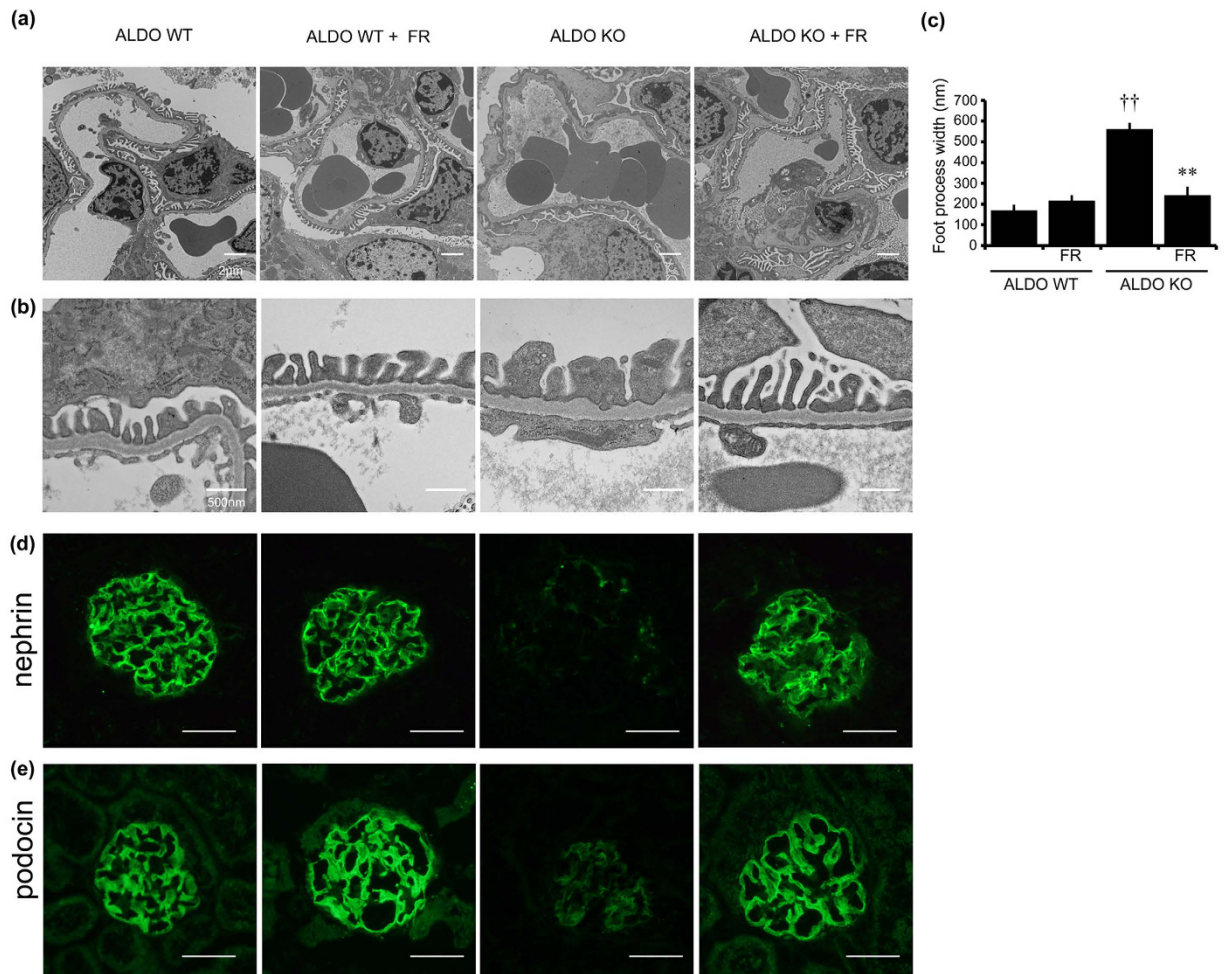 (a)
ALDO WT
ALDO WT + FR
ALDO KO
ALDO KO + FR
2μm
(b)
500nm
(c)
Foot process width (nm)
700
600
500
400
300
200
100
0
††
**
FR
FR
ALDO WT
ALDO KO
(d)
nephrin
(e)
podocin